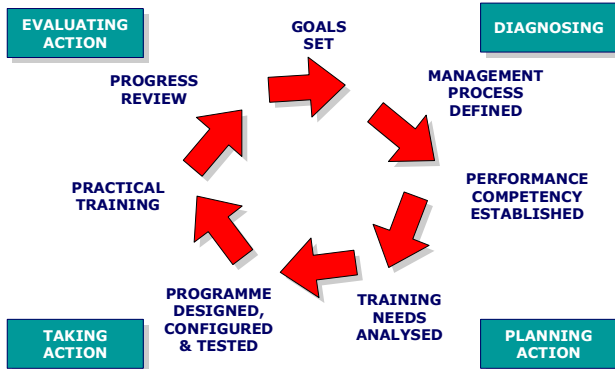 EVALUATING
ACTION
GOALS
SET
DIAGNOSING
PROGRESS
REVIEW
MANAGEMENT
PROCESS
DEFINED
PRACTICAL
TRAINING
PERFORMANCE
COMPETENCY
ESTABLISHED
PROGRAMME
DESIGNED,
CONFIGURED
& TESTED
TRAINING
NEEDS
ANALYSED
TAKING
ACTION
PLANNING
ACTION